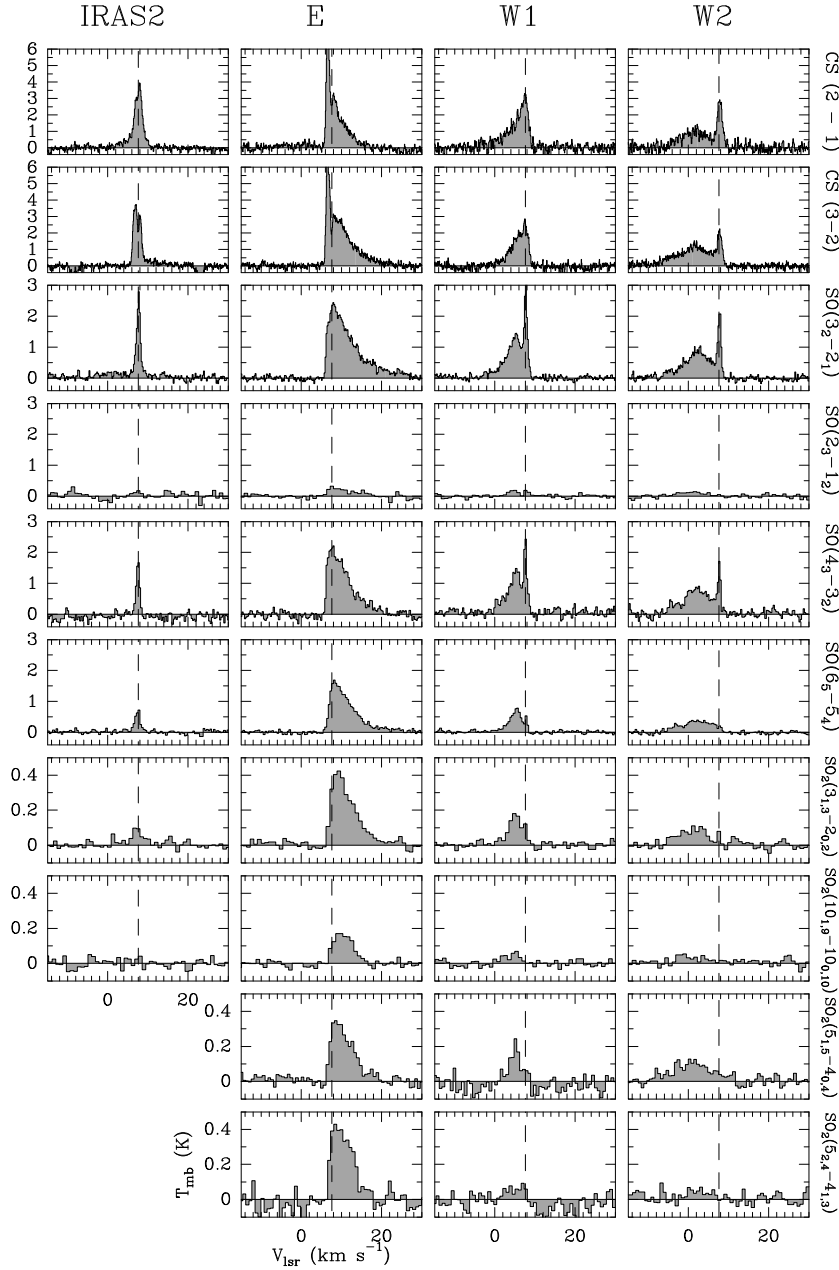 IRAS2 E W1 W2
6 5 4 3 2 1 0 CS (2 - 1)
6 5 4 3 2 1 0 CS (3-2)
3 2 1 0 SO(3₂-2₁)
3 2 1 0 SO(2₃-1₂)
3 2 1 0 SO(4₃-3₂)
3 2 1 0 SO(6₅-5₄)
0.4 0.2 0 SO₂(3₁,₃-2₀,₂)
0.4 0.2 0 SO₂(10₁,₉-10₀,₁₀)
0 20
0.4 0.2 0 SO₂(5₁,₅-4₀,₄)
0.4 0.2 0 SO₂(5₂,₄-4₁,₃)
T_mb (K)
0 20 0 20 0 20
V_lsr (km s⁻¹)